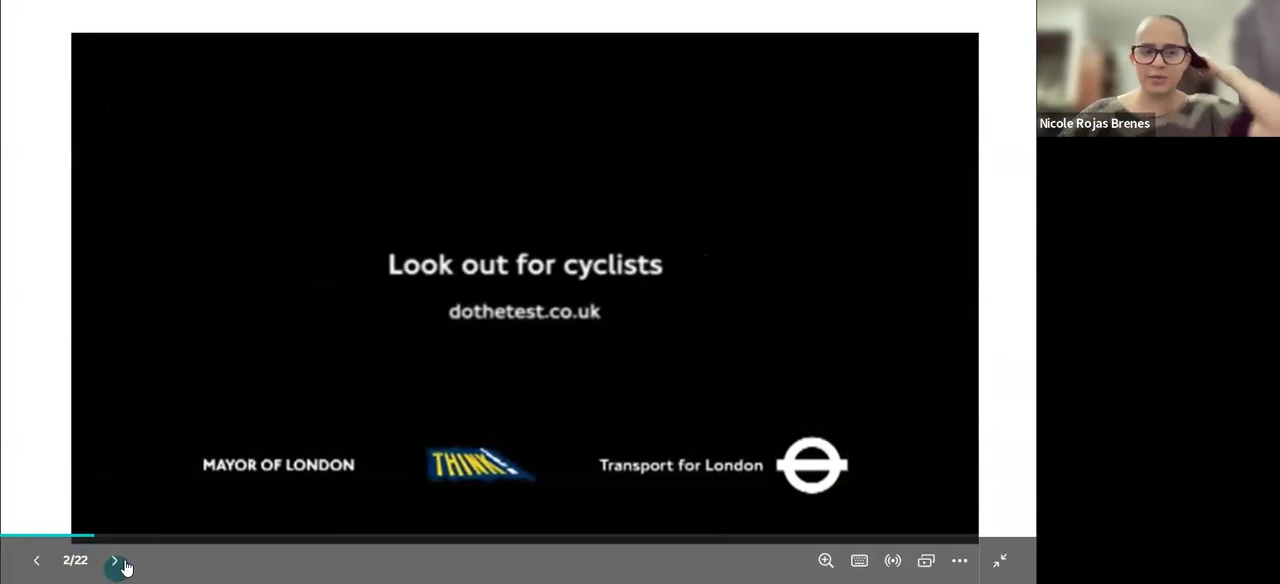 Look out for cyclists
dothetest.co.uk
MAYOR OF LONDON
THINK!
Transport for London
Nicole Rojas Brenes
2/22